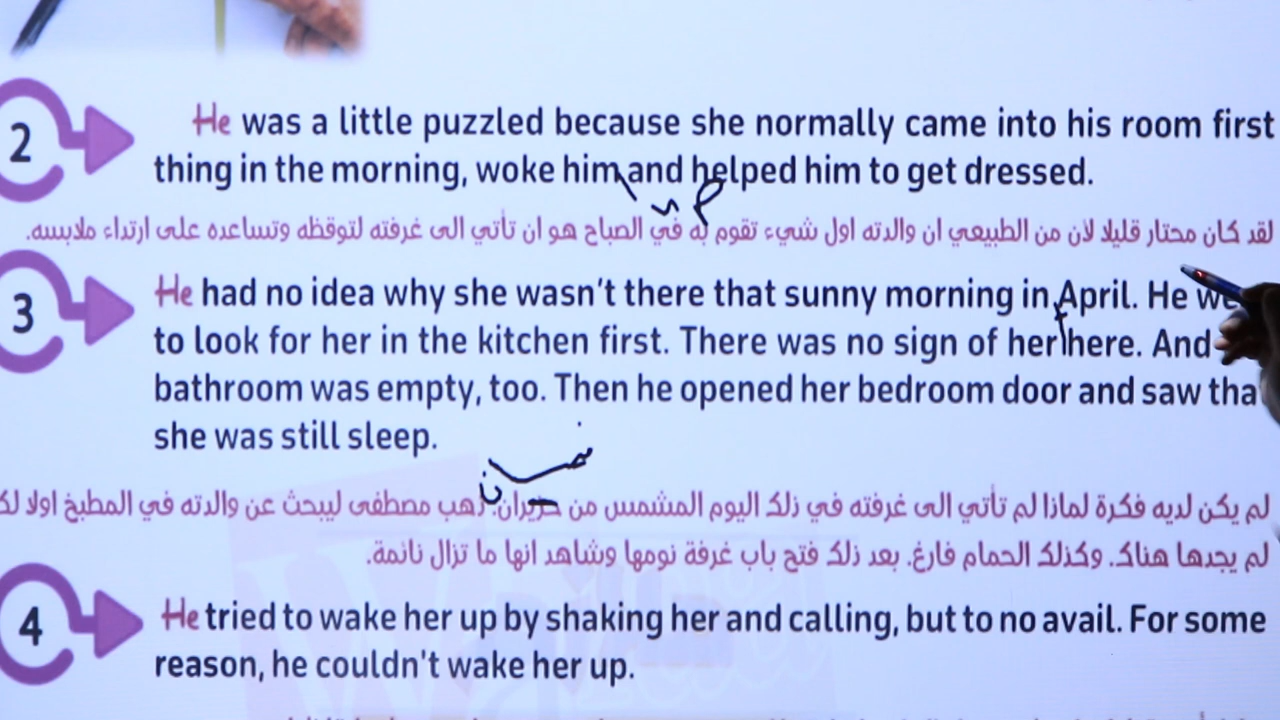 2
He was a little puzzled because she normally came into his room first
thing in the morning, woke him and helped him to get dressed.
لقد كان محتار قليلا لان من الطبيعي ان والدته اول شيء تقوم به في الصباح هو ان تأتي الى غرفته لتوقظه وتساعده على ارتداء ملابسه.
3
He had no idea why she wasn't there that sunny morning in April. He
to look for her in the kitchen first. There was no sign of her there. And
bathroom was empty, too. Then he opened her bedroom door and saw tha
she was still sleep.
لم يكن لديه فكرة لماذا لم تأتي الى غرفته في ذلك اليوم المشمس من حزيران. ذهب مصطفى ليبحث عن والدته في المطبخ اولا لك
لم يجدها هناك. وكذلك الحمام فارغ. بعد ذلك فتح باب غرفة نومها وشاهد انها ما تزال نائمة.
4
He tried to wake her up by shaking her and calling, but to no avail. For some
reason, he couldn't wake her up.